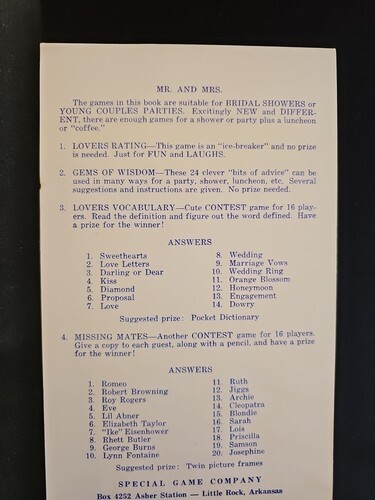 MR. AND MRS.
The games in this book are suitable for BRIDAL SHOWERS or
YOUNG COUPLES PARTIES. Excitingly NEW and DIFFER-
ENT, there are enough games for a shower or party plus a luncheon
or "coffee."
1. LOVERS RATING—This game is an "ice-breaker" and no prize
is needed. Just for FUN and LAUGHS.
2. GEMS OF WISDOM—These 24 clever "bits of advice" can be used
in many ways for a party, shower, luncheon, etc. Several
suggestions and instructions are given. No prize needed.
3. LOVERS VOCABULARY—Cute CONTEST game for 16 play-
ers. Read the definition and figure out the word defined. Have
a prize for the winner!
ANSWERS
1. Sweethearts
2. Love Letters
3. Darling or Dear
4. Kiss
5. Diamond
6. Proposal
7. Love
8. Wedding
9. Marriage Vows
10. Wedding Ring
11. Orange Blossom
12. Honeymoon
13. Engagement
14. Dowry
Suggested prize: Pocket Dictionary
4. MISSING MATES—Another CONTEST game for 16 players.
Give a copy to each guest, along with a pencil, and have a prize
for the winner!
ANSWERS
1. Romeo
2. Robert Browning
3. Roy Rogers
4. Eve
5. Lil Abner
6. Elizabeth Taylor
7. "Ike" Eisenhower
8. Rhett Butler
9. George Burns
10. Lynn Fontaine
11. Ruth
12. Jiggs
13. Archie
14. Cleopatra
15. Blondie
16. Sarah
17. Lois
18. Priscilla
19. Samson
20. Josephine
Suggested prize: Twin picture frames
SPECIAL GAME COMPANY
Box 4252 Asher Station — Little Rock, Arkansas